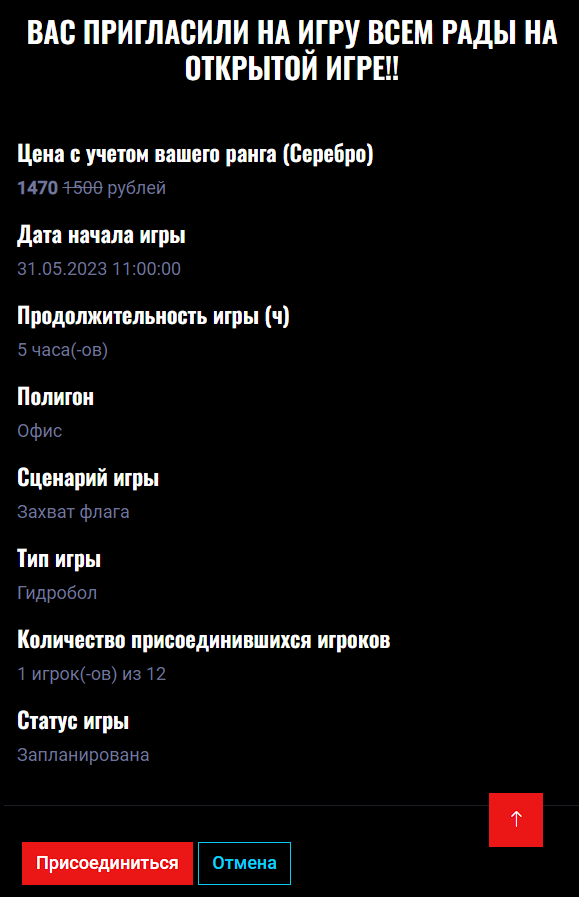 ВАС ПРИГЛАСИЛИ НА ИГРУ ВСЕМ РАДЫ НА
ОТКРЫТОЙ ИГРЕ!!
Цена с учетом вашего ранга (Серебро)
1470 1500 рублей
Дата начала игры
31.05.2023 11:00:00
Продолжительность игры (ч)
5 часа(-ов)
Полигон
Офис
Сценарий игры
Захват флага
Тип игры
Гидробол
Количество присоединившихся игроков
1 игрок(-ов) из 12
Статус игры
Запланирована
Присоединиться Отмена